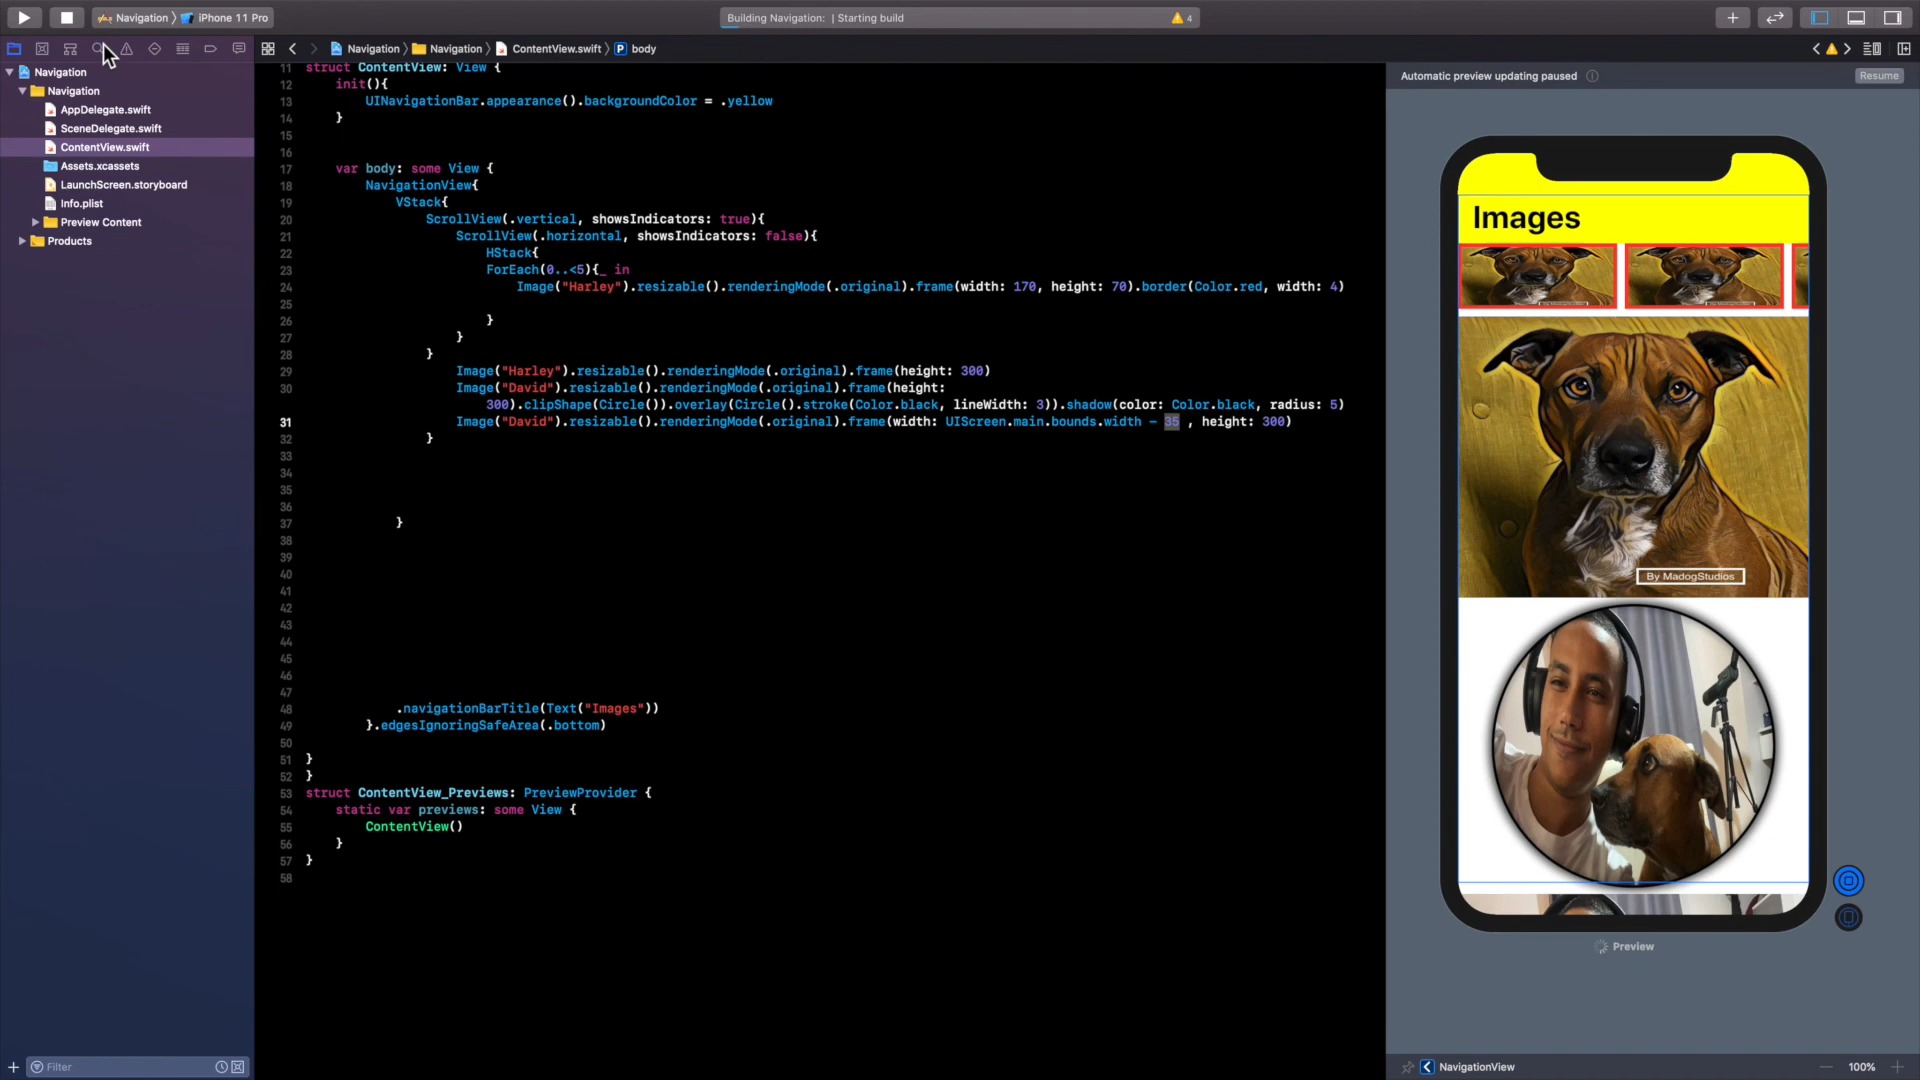 Navigation 〉 iPhone 11 Pro
Building Navigation: | Starting build
4
Navigation 〉 Navigation 〉 ContentView.swift 〉 P body
Automatic preview updating paused
Resume
Navigation
Navigation
AppDelegate.swift
SceneDelegate.swift
ContentView.swift
Assets.xcassets
LaunchScreen.storyboard
Info.plist
Preview Content
Products
11 struct ContentView: View {
12 init(){
13 UINavigationBar.appearance().backgroundColor = .yellow
14 }
15
16
17 var body: some View {
18 NavigationView{
19 VStack{
20 ScrollView(.vertical, showsIndicators: true){
21 ScrollView(.horizontal, showsIndicators: false){
22 HStack{
23 ForEach(0..<5){_ in
24 Image("Harley").resizable().renderingMode(.original).frame(width: 170, height: 70).border(Color.red, width: 4)
25
26 }
27 }
28 }
29 Image("Harley").resizable().renderingMode(.original).frame(height: 300)
30 Image("David").resizable().renderingMode(.original).frame(height:
300).clipShape(Circle()).overlay(Circle().stroke(Color.black, lineWidth: 3)).shadow(color: Color.black, radius: 5)
31 Image("David").resizable().renderingMode(.original).frame(width: UIScreen.main.bounds.width - 35 , height: 300)
32 }
33
34
35
36
37 }
38
39
40
41
42
43
44
45
46
47
48 .navigationBarTitle(Text("Images"))
49 }.edgesIgnoringSafeArea(.bottom)
50
51 }
52 }
53 struct ContentView_Previews: PreviewProvider {
54 static var previews: some View {
55 ContentView()
56 }
57 }
58
Images
By MadogStudios
Preview
Filter
NavigationView
100%